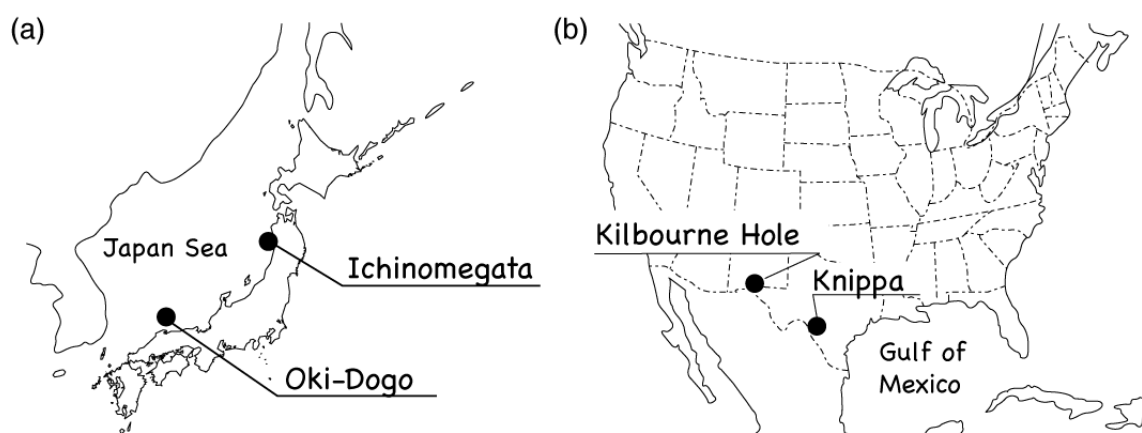 (a)
Japan Sea
Ichinomegata
Oki-Dogo
(b)
Kilbourne Hole
Knippa
Gulf of
Mexico